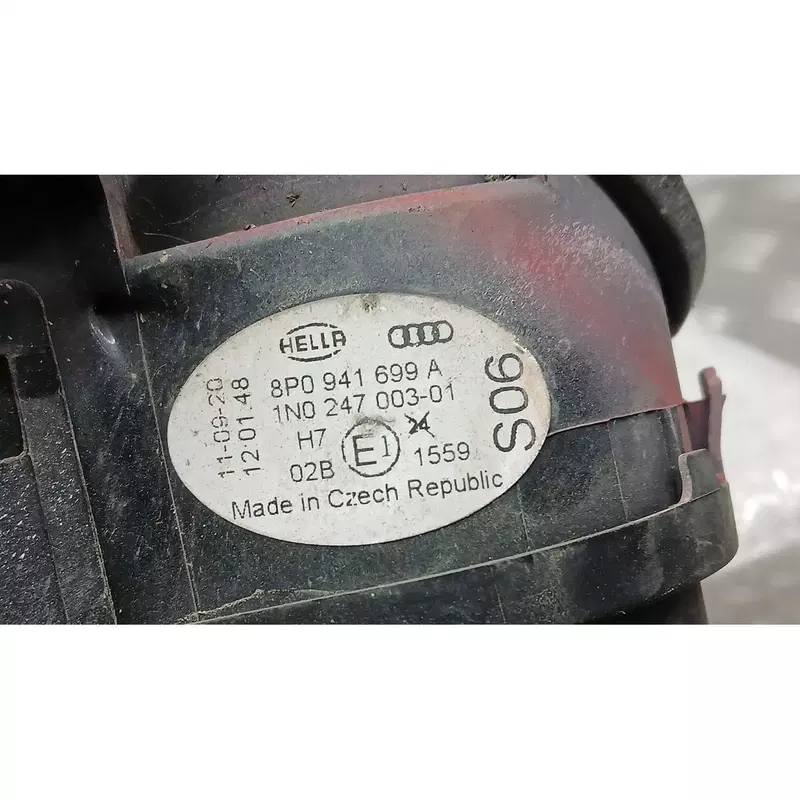 HELLA
8P0 941 699 A
1N0 247 003-01
H7
24
02B
E1
1559
Made in Czech Republic
11-09-20
12:01:48
S06